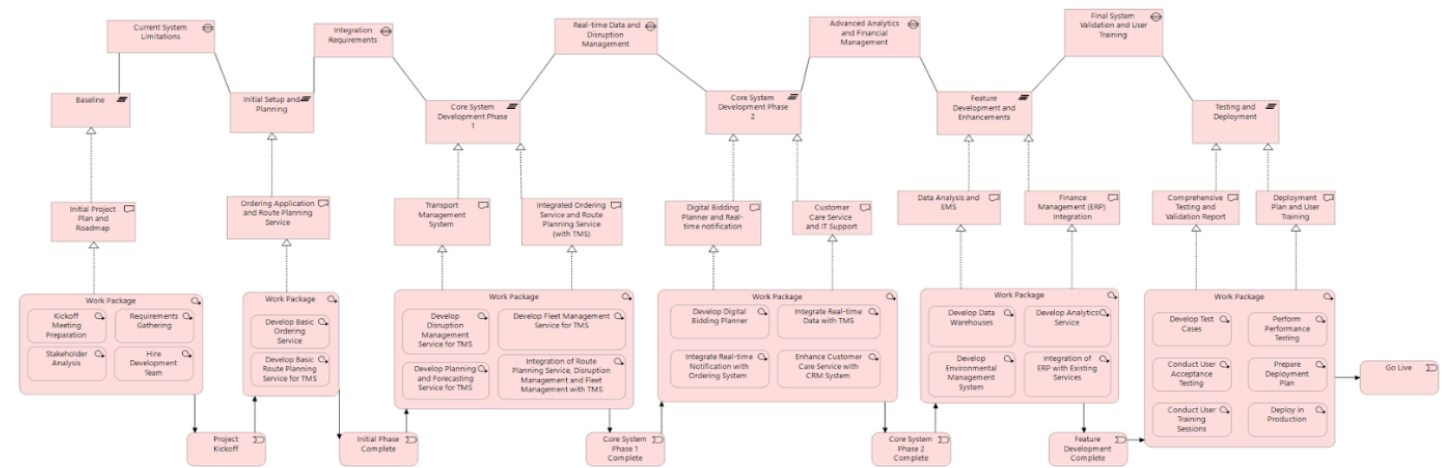 Current System
Limitations
Integration
Requirements
Real-time Data and
Disruption
Management
Advanced Analytics
and Financial
Management
Final System
Validation and User
Training
Baseline
Initial Setup and
Planning
Core System
Development Phase
1
Core System
Development Phase
2
Feature
Development and
Enhancements
Testing and
Deployment
Initial Project
Plan and
Roadmap
Ordering Application
and Route Planning
Service
Transport
Management
System
Integrated Ordering
Service and Route
Planning Service
(with TMS)
Digital Bidding
Planner and Real-
time notification
Customer
Care Service
and IT Support
Data Analysis and
EMS
Finance
Management (ERP)
Integration
Comprehensive
Testing and
Validation Report
Deployment
Plan and User
Training
Work Package
Kickoff
Meeting
Preparation
Requirements
Gathering
Stakeholder
Analysis
Hire
Development
Team
Work Package
Develop Basic
Ordering
Service
Develop Basic
Route Planning
Service for TMS
Work Package
Develop
Disruption
Management
Service for TMS
Develop Fleet Management
Service for TMS
Develop Planning
and Forecasting
Service for TMS
Integration of Route
Planning Service, Disruption
Management and Fleet
Management with TMS
Work Package
Develop Digital
Bidding Planner
Integrate Real-time
Data with TMS
Integrate Real-time
Notification with
Ordering System
Enhance Customer
Care Service with
CRM System
Work Package
Develop Data
Warehouses
Develop Analytics
Service
Develop
Environmental
Management
System
Integration of
ERP with Existing
Services
Work Package
Develop Test
Cases
Perform
Performance
Testing
Conduct User
Acceptance
Testing
Prepare
Deployment
Plan
Conduct User
Training
Sessions
Deploy in
Production
Go Live
Project
Kickoff
Initial Phase
Complete
Core System
Phase 1
Complete
Core System
Phase 2
Complete
Feature
Development
Complete